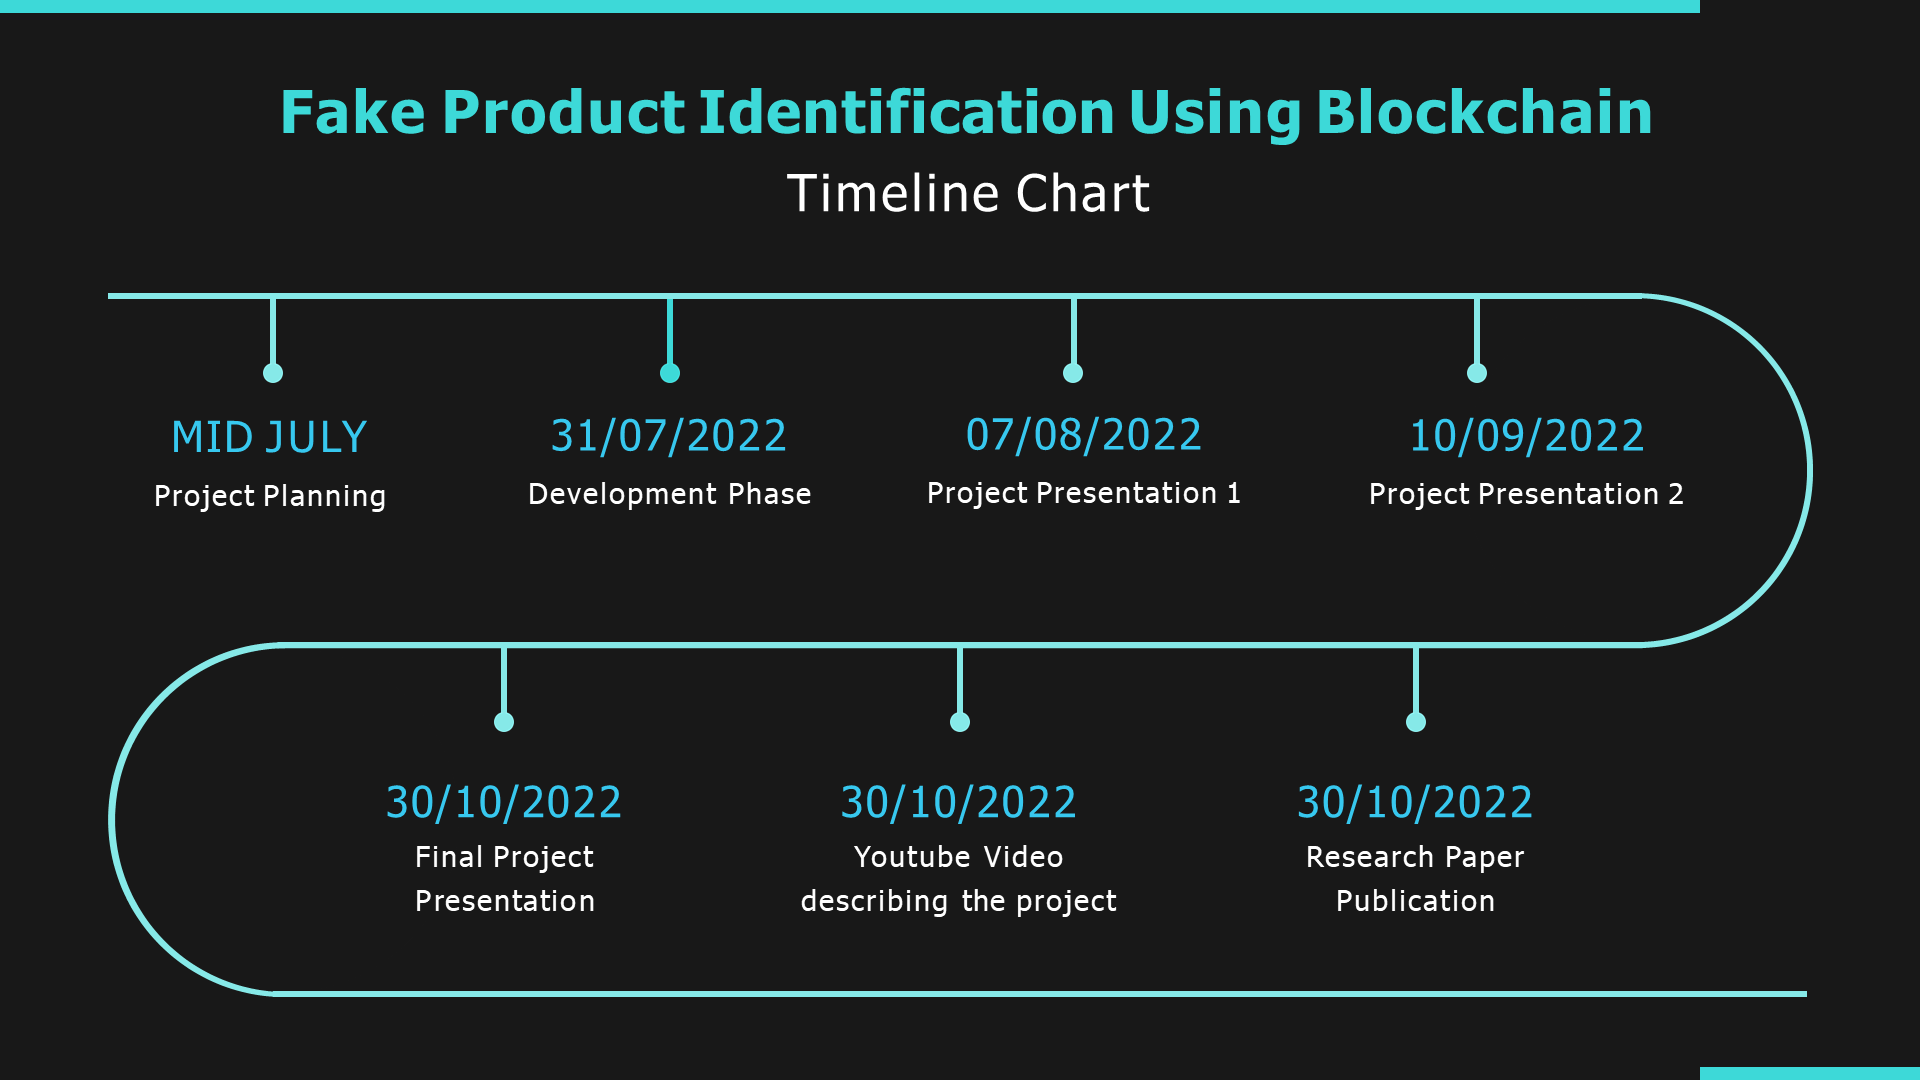 Fake Product Identification Using Blockchain
Timeline Chart
MID JULY
Project Planning
31/07/2022
Development Phase
07/08/2022
Project Presentation 1
10/09/2022
Project Presentation 2
30/10/2022
Final Project
Presentation
30/10/2022
Youtube Video
describing the project
30/10/2022
Research Paper
Publication